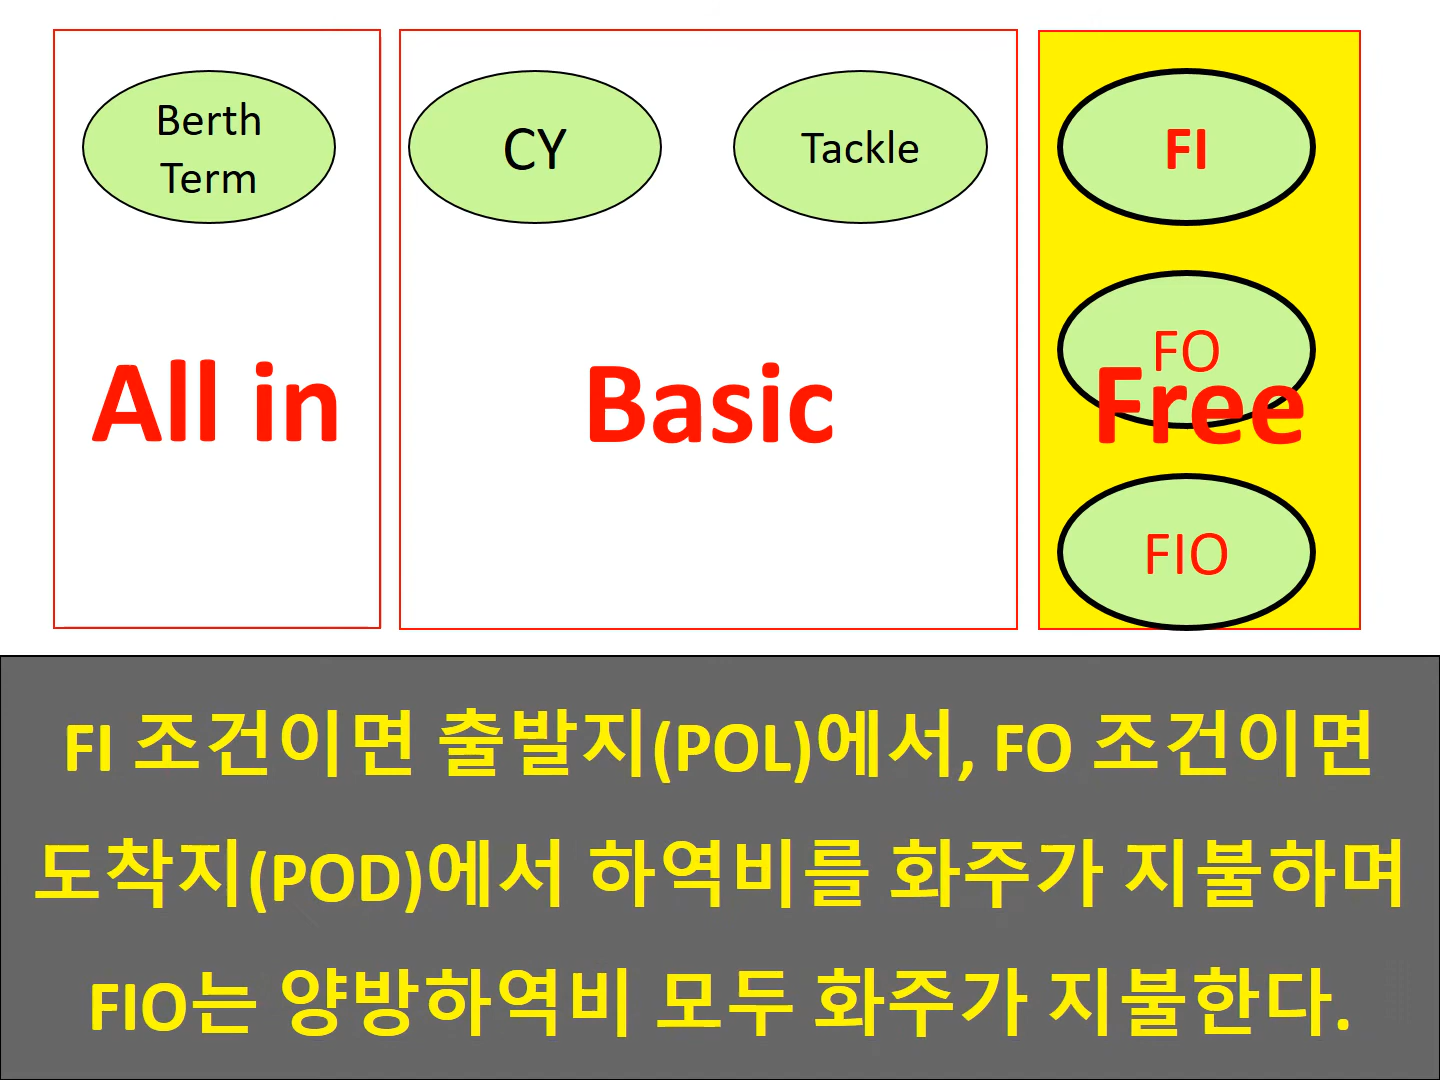 Berth
Term
CY
Tackle
FI
FO
All in
Basic
Free
FIO
FI 조건이면 출발지(POL)에서, FO 조건이면
도착지(POD)에서 하역비를 화주가 지불하며
FIO는 양방하역비 모두 화주가 지불한다.